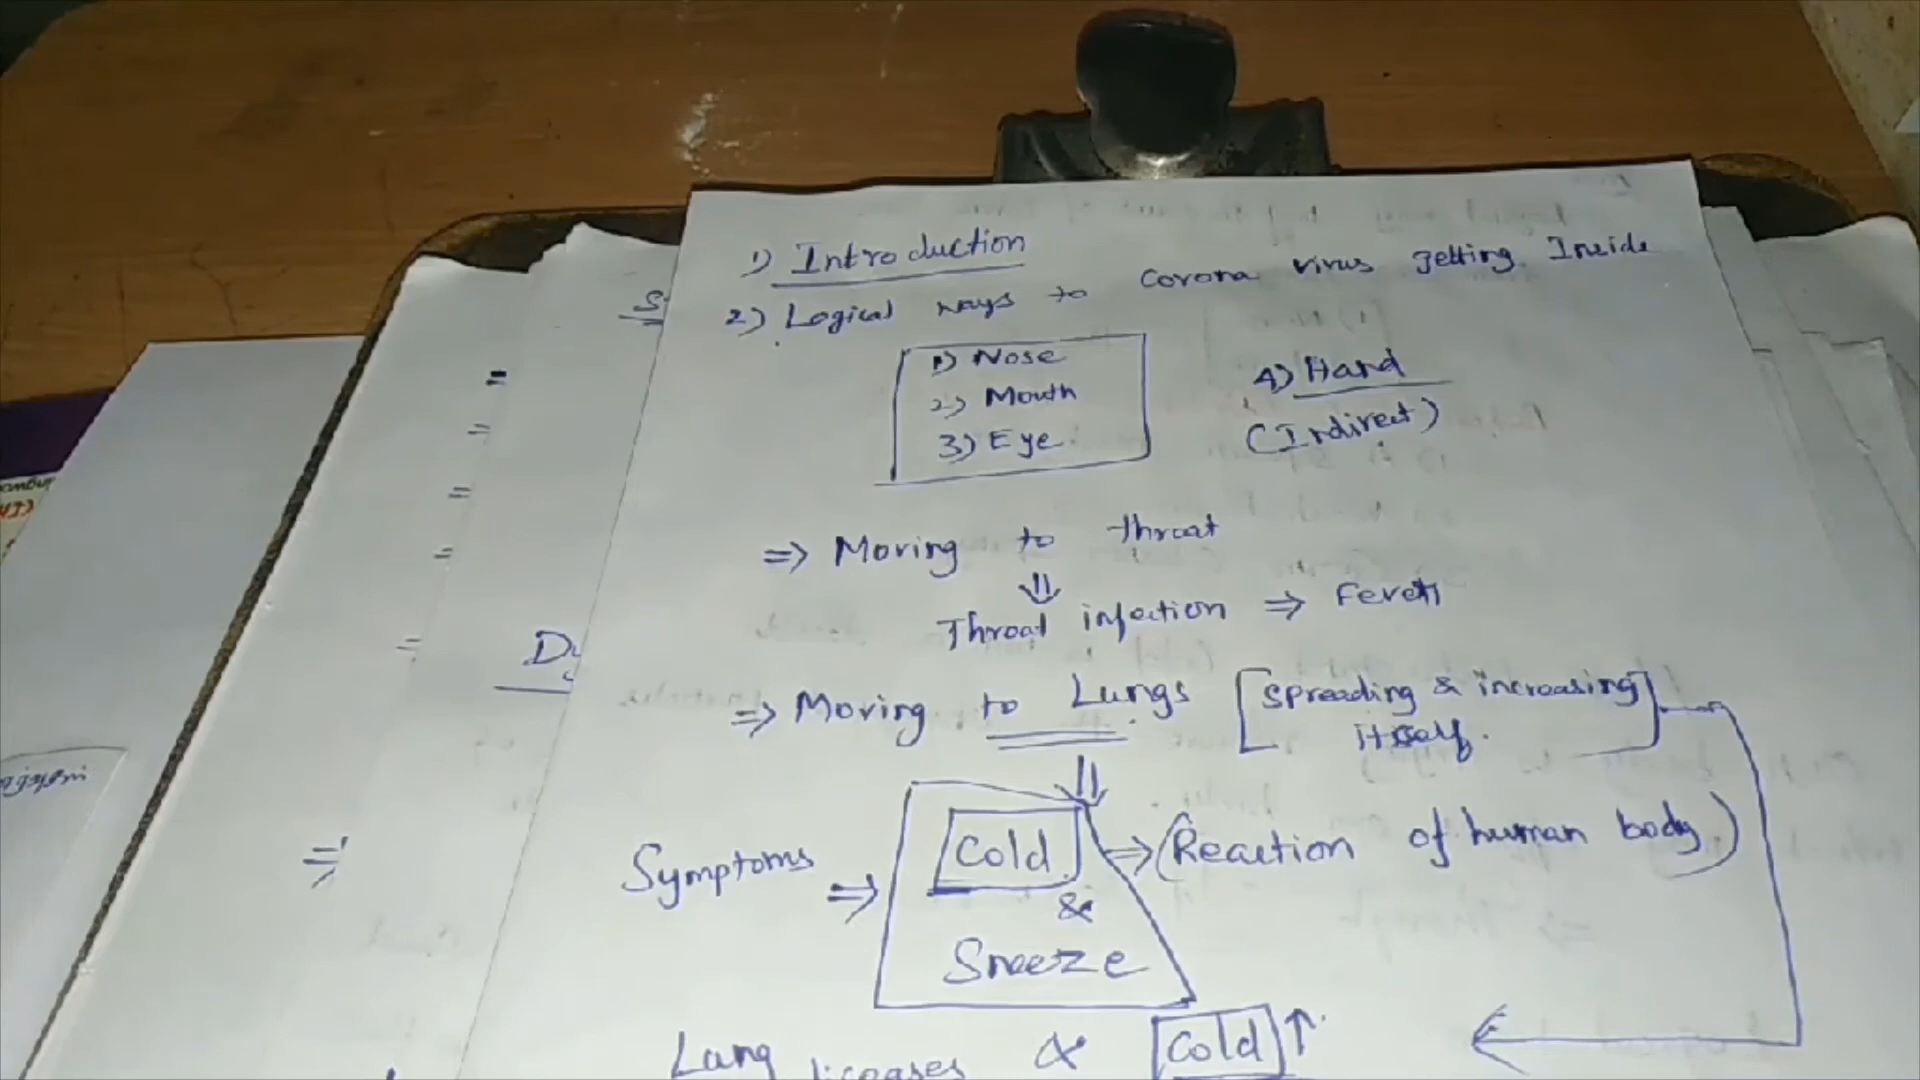 1) Introduction
2) Logical ways to corona virus getting Inside
1) Nose
2) Mouth
3) Eye
4) Hand
(Indirect)
⇒ Moving to throat
⇓
Throat infection ⇒ Fever
⇒ Moving to Lungs [spreading & increasing
itself.]
⇓
Symptoms ⇒ Cold ⇒ (Reaction of human body)
&
Sneeze
Lang diceases & Cold ↑